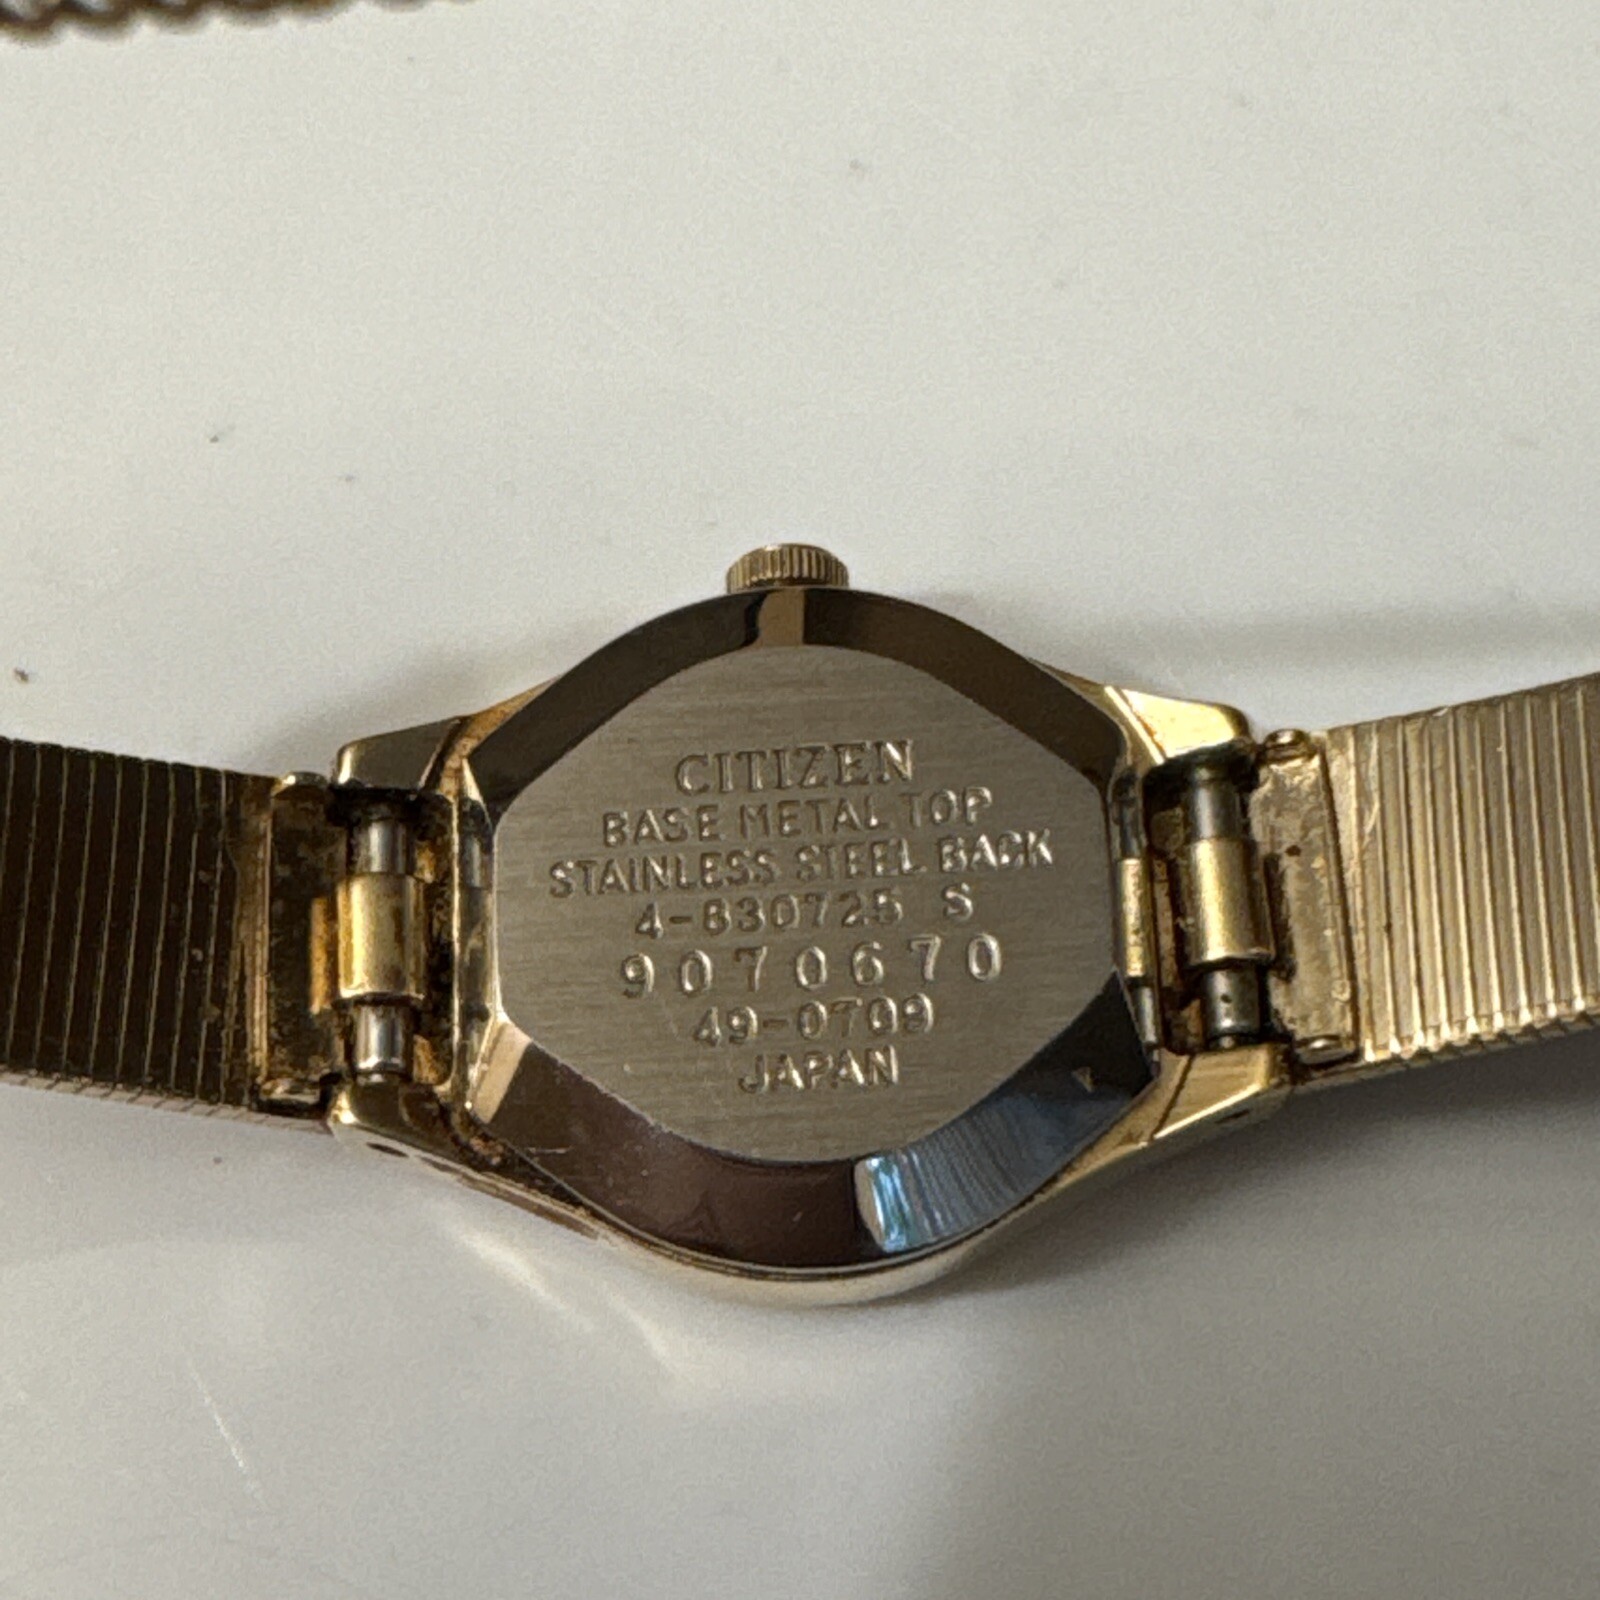 CITIZEN
BASE METAL TOP
STAINLESS STEEL BACK
4-830725 S
9070670
49-0709
JAPAN